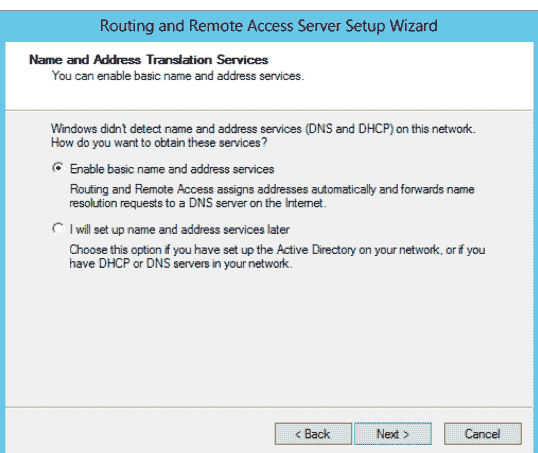 Routing and Remote Access Server Setup Wizard
Name and Address Translation Services
You can enable basic name and address services.
Windows didn't detect name and address services (DNS and DHCP) on this network.
How do you want to obtain these services?
Enable basic name and address services
Routing and Remote Access assigns addresses automatically and forwards name
resolution requests to a DNS server on the Internet.
I will set up name and address services later
Choose this option if you have set up the Active Directory on your network, or if you
have DHCP or DNS servers in your network.
< Back Next > Cancel